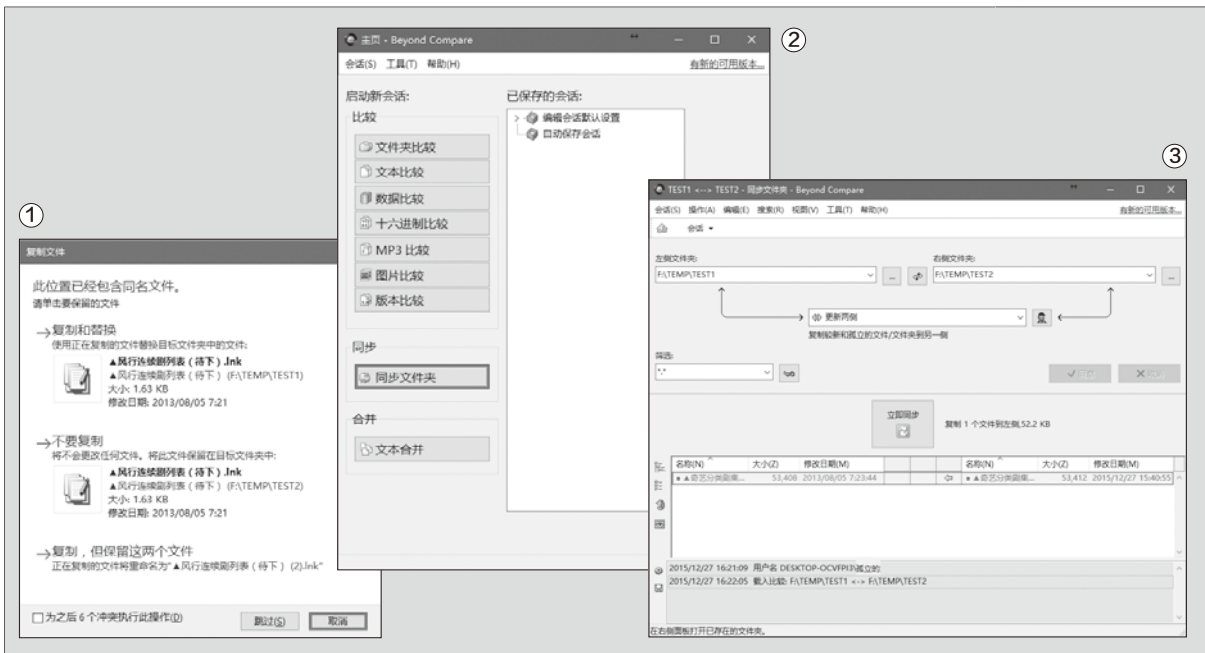 ①
复制文件
此位置已经包含同名文件。
请单击要保留的文件
→复制和替换
使用正在复制的文件替换目标文件夹中的文件:
▲风行连续剧列表（待下）.lnk
▲风行连续剧列表（待下） (F:\TEMP\TEST1)
大小: 1.63 KB
修改日期: 2013/08/05 7:21
→不要复制
将不会更改任何文件。将此文件保留在目标文件夹中:
▲风行连续剧列表（待下）.lnk
▲风行连续剧列表（待下） (F:\TEMP\TEST2)
大小: 1.63 KB
修改日期: 2013/08/05 7:21
→复制，但保留这两个文件
正在复制的文件将重命名为"▲风行连续剧列表（待下） (2).lnk"
为之后 6 个冲突执行此操作(D)
跳过(S) 取消
②
主页 - Beyond Compare
会话(S) 工具(T) 帮助(H) 有新的可用版本...
启动新会话:
比较
文件夹比较
文本比较
数据比较
十六进制比较
MP3 比较
图片比较
版本比较
同步
同步文件夹
合并
文本合并
已保存的会话:
编辑会话默认设置
自动保存会话
③
TEST1 <--> TEST2 - 同步文件夹 - Beyond Compare
会话(S) 操作(A) 编辑(E) 搜索(R) 视图(V) 工具(T) 帮助(H) 有新的可用版本...
会话
左侧文件夹: 右侧文件夹:
F:\TEMP\TEST1 ... F:\TEMP\TEST2 ...
更新两侧
复制较新和孤立的文件/文件夹到另一侧
筛选:
*.*
立即同步
复制 1 个文件到左侧,52.2 KB
名称(N) 大小(Z) 修改日期(M) 名称(N) 大小(Z) 修改日期(M)
▲奇艺分类剧集... 53,408 2013/08/05 7:23:44 ▲奇艺分类剧集... 53,412 2015/12/27 15:40:55
2015/12/27 16:21:09 用户名 DESKTOP-OCVFPI3\孤立的
2015/12/27 16:22:05 载入比较: F:\TEMP\TEST1 <-> F:\TEMP\TEST2
在右侧面板打开已存在的文件夹。